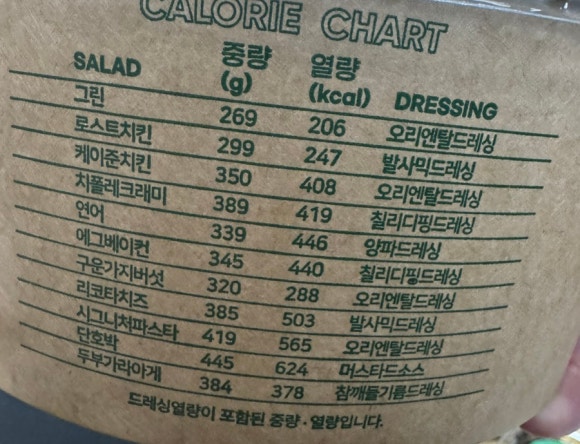 CALORIE CHART
SALAD 중량 (g) 열량 (kcal) DRESSING
그린 269 206 오리엔탈드레싱
로스트치킨 299 247 발사믹드레싱
케이준치킨 350 408 오리엔탈드레싱
치폴레크래미 389 419 칠리디핑드레싱
연어 339 446 양파드레싱
에그베이컨 345 440 칠리디핑드레싱
구운가지버섯 320 288 오리엔탈드레싱
리코타치즈 385 503 발사믹드레싱
시그니처파스타 419 565 오리엔탈드레싱
단호박 445 624 머스타드소스
두부가라아게 384 378 참깨들기름드레싱
드레싱열량이 포함된 중량·열량입니다.